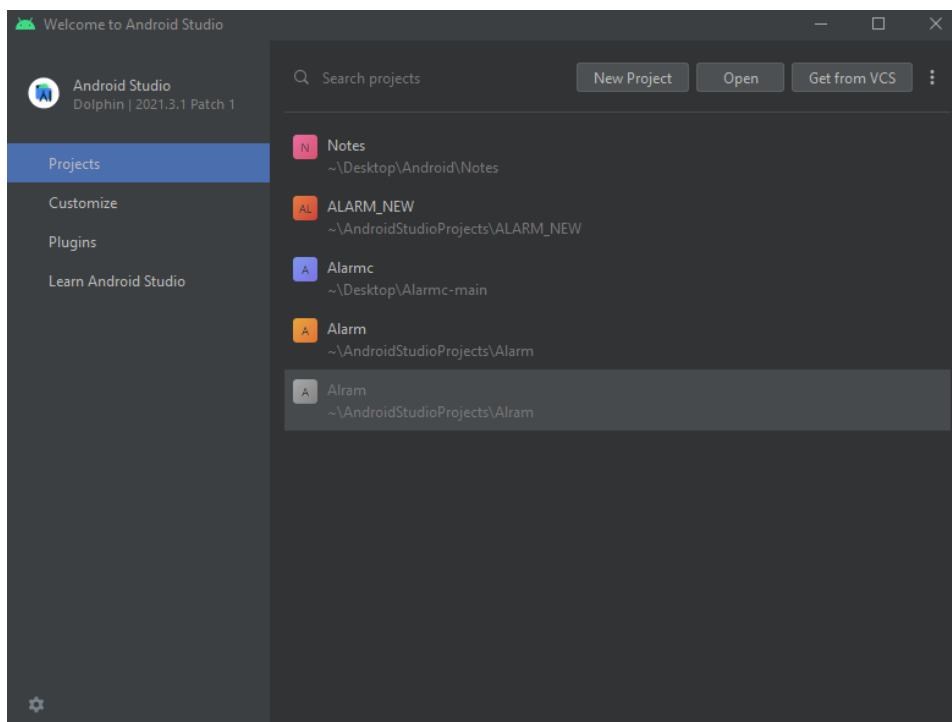 Welcome to Android Studio
Android Studio
Dolphin | 2021.3.1 Patch 1
Projects
Customize
Plugins
Learn Android Studio
Search projects
New Project
Open
Get from VCS
N
Notes
~\Desktop\Android\Notes
AL
ALARM_NEW
~\AndroidStudioProjects\ALARM_NEW
A
Alarmc
~\Desktop\Alarmc-main
A
Alarm
~\AndroidStudioProjects\Alarm
A
Alram
~\AndroidStudioProjects\Alram